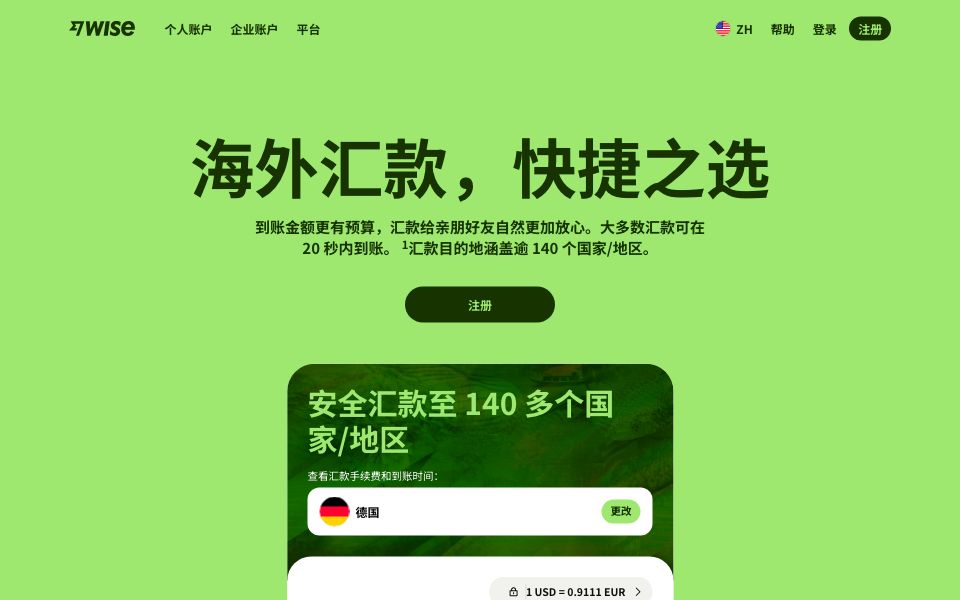 WISE
个人账户
企业账户
平台
ZH
帮助
登录
注册
海外汇款，快捷之选
到账金额更有预算，汇款给亲朋好友自然更加放心。大多数汇款可在
20 秒内到账。 ¹汇款目的地涵盖逾 140 个国家/地区。
注册
安全汇款至 140 多个国
家/地区
查看汇款手续费和到账时间：
德国
更改
1 USD = 0.9111 EUR